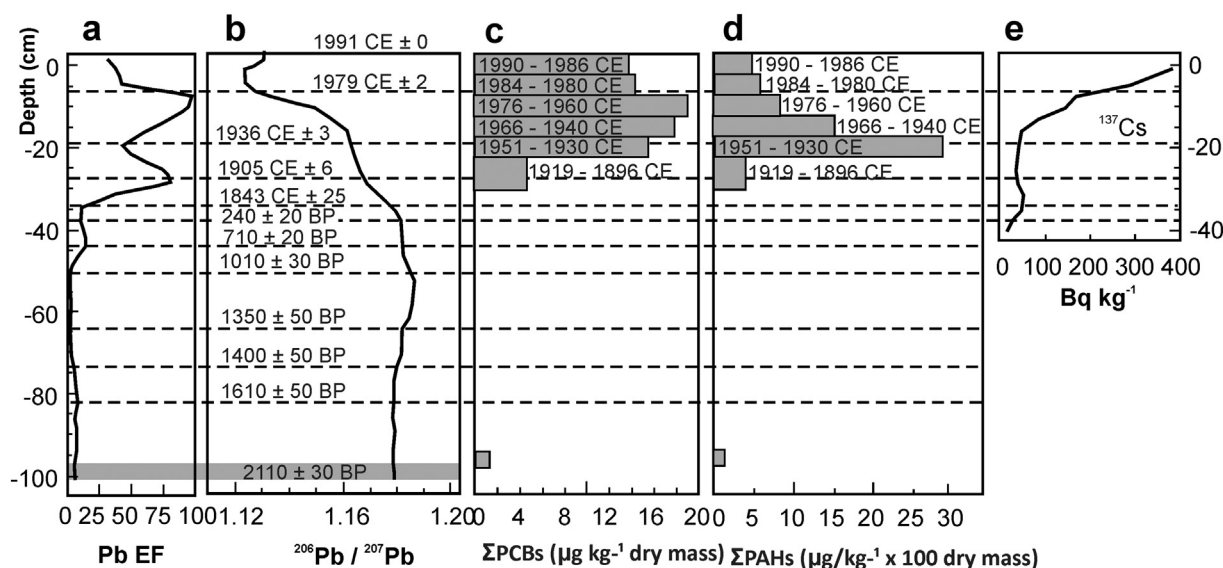 a b c d e
Depth (cm)
0
-20
-40
-60
-80
-100
1991 CE ± 0
1979 CE ± 2
1936 CE ± 3
1905 CE ± 6
1843 CE ± 25
240 ± 20 BP
710 ± 20 BP
1010 ± 30 BP
1350 ± 50 BP
1400 ± 50 BP
1610 ± 50 BP
2110 ± 30 BP
0 25 50 75 100
Pb EF
1.12 1.16 1.20
²⁰⁶Pb / ²⁰⁷Pb
1990 - 1986 CE
1984 - 1980 CE
1976 - 1960 CE
1966 - 1940 CE
1951 - 1930 CE
1919 - 1896 CE
0 4 8 12 16 20
ΣPCBs (µg kg-¹ dry mass)
1990 - 1986 CE
1984 - 1980 CE
1976 - 1960 CE
1966 - 1940 CE
1951 - 1930 CE
1919 - 1896 CE
0 5 10 15 20 25 30
ΣPAHs (µg/kg-¹ x 100 dry mass)
¹³⁷Cs
0
-20
-40
0 100 200 300 400
Bq kg-¹